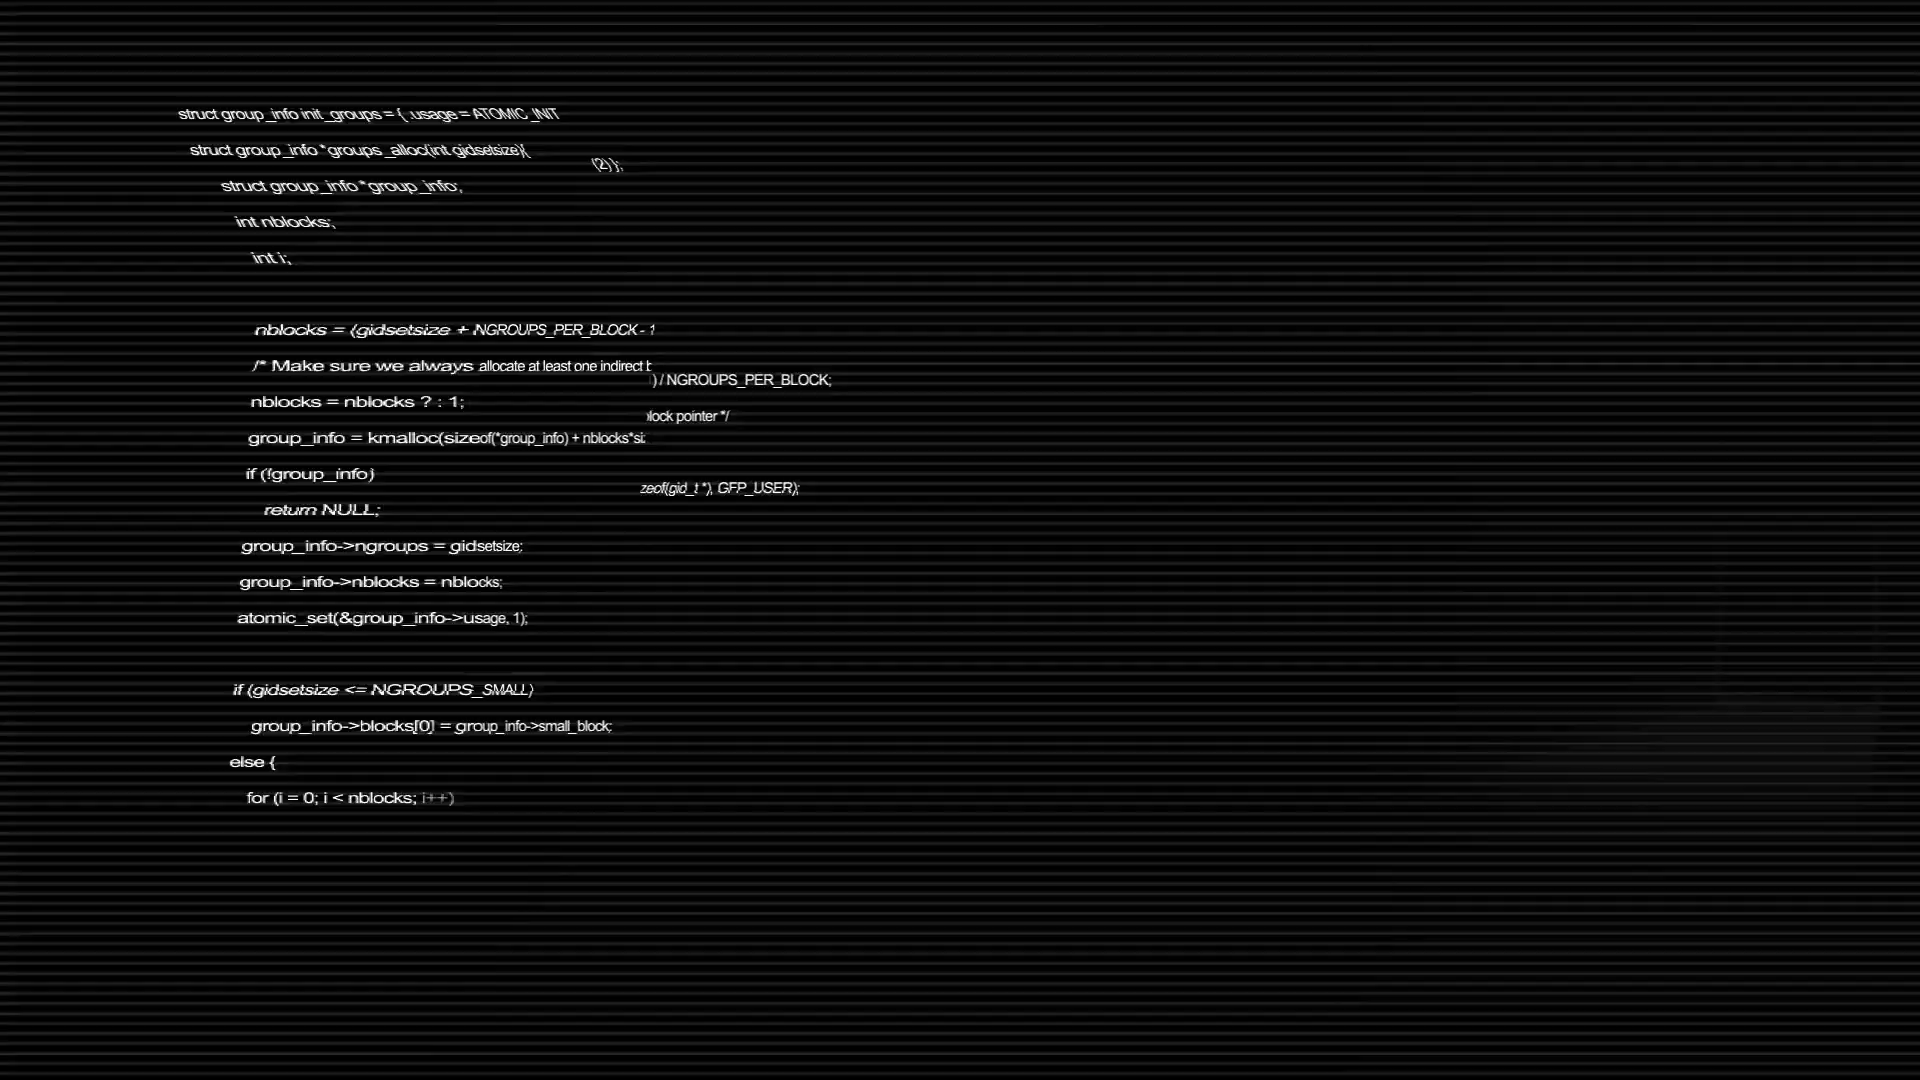 struct group_info init_groups = { .usage = ATOMIC_INIT
(2) };
struct group_info *groups_alloc(int gidsetsize){
struct group_info *group_info;
int nblocks;
int i;
nblocks = (gidsetsize + NGROUPS_PER_BLOCK - 1
) / NGROUPS_PER_BLOCK;
/* Make sure we always allocate at least one indirect b
lock pointer */
nblocks = nblocks ? : 1;
group_info = kmalloc(sizeof(*group_info) + nblocks*si
zeof(gid_t *), GFP_USER);
if (!group_info)
return NULL;
group_info->ngroups = gidsetsize;
group_info->nblocks = nblocks;
atomic_set(&group_info->usage, 1);
if (gidsetsize <= NGROUPS_SMALL)
group_info->blocks[0] = group_info->small_block;
else {
for (i = 0; i < nblocks; i++)